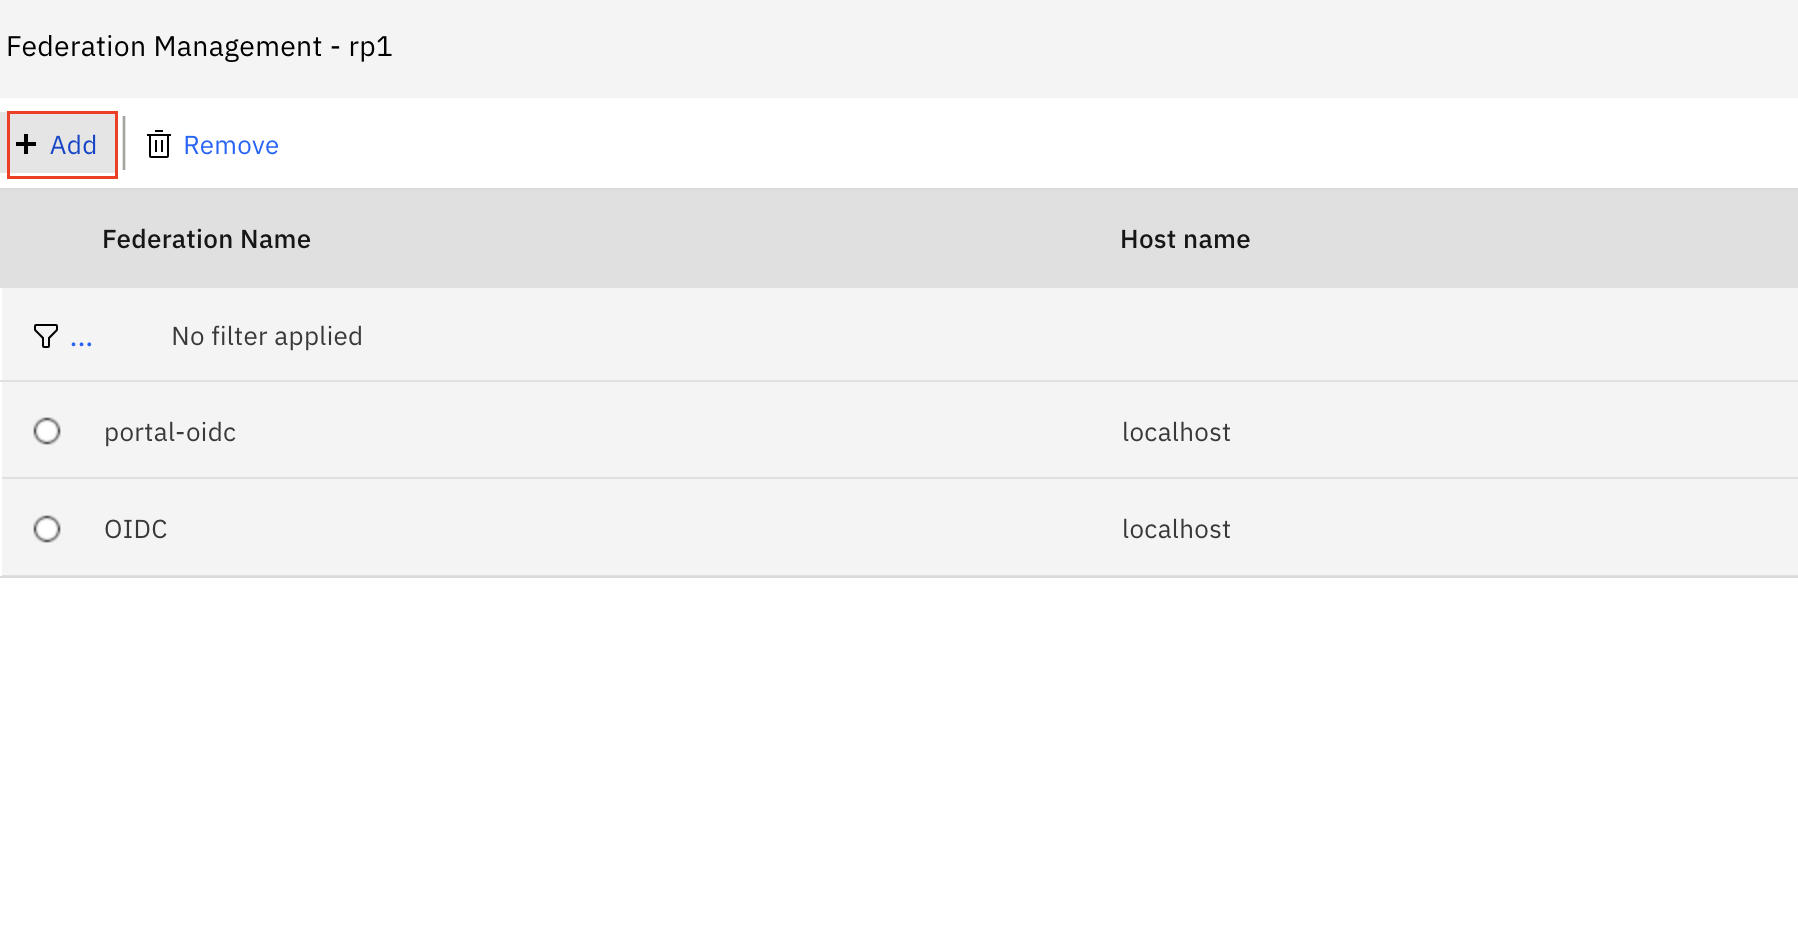 Federation Management - rp1
Add Remove
Federation Name Host name
... No filter applied
portal-oidc localhost
OIDC localhost